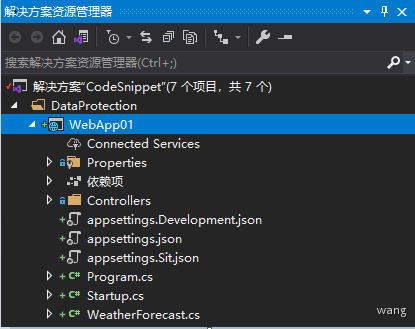 解决方案资源管理器
搜索解决方案资源管理器(Ctrl+;)
解决方案"CodeSnippet"(7 个项目，共 7 个)
DataProtection
WebApp01
Connected Services
Properties
依赖项
Controllers
appsettings.Development.json
appsettings.json
appsettings.Sit.json
C# Program.cs
C# Startup.cs
C# WeatherForecast.cs
wang